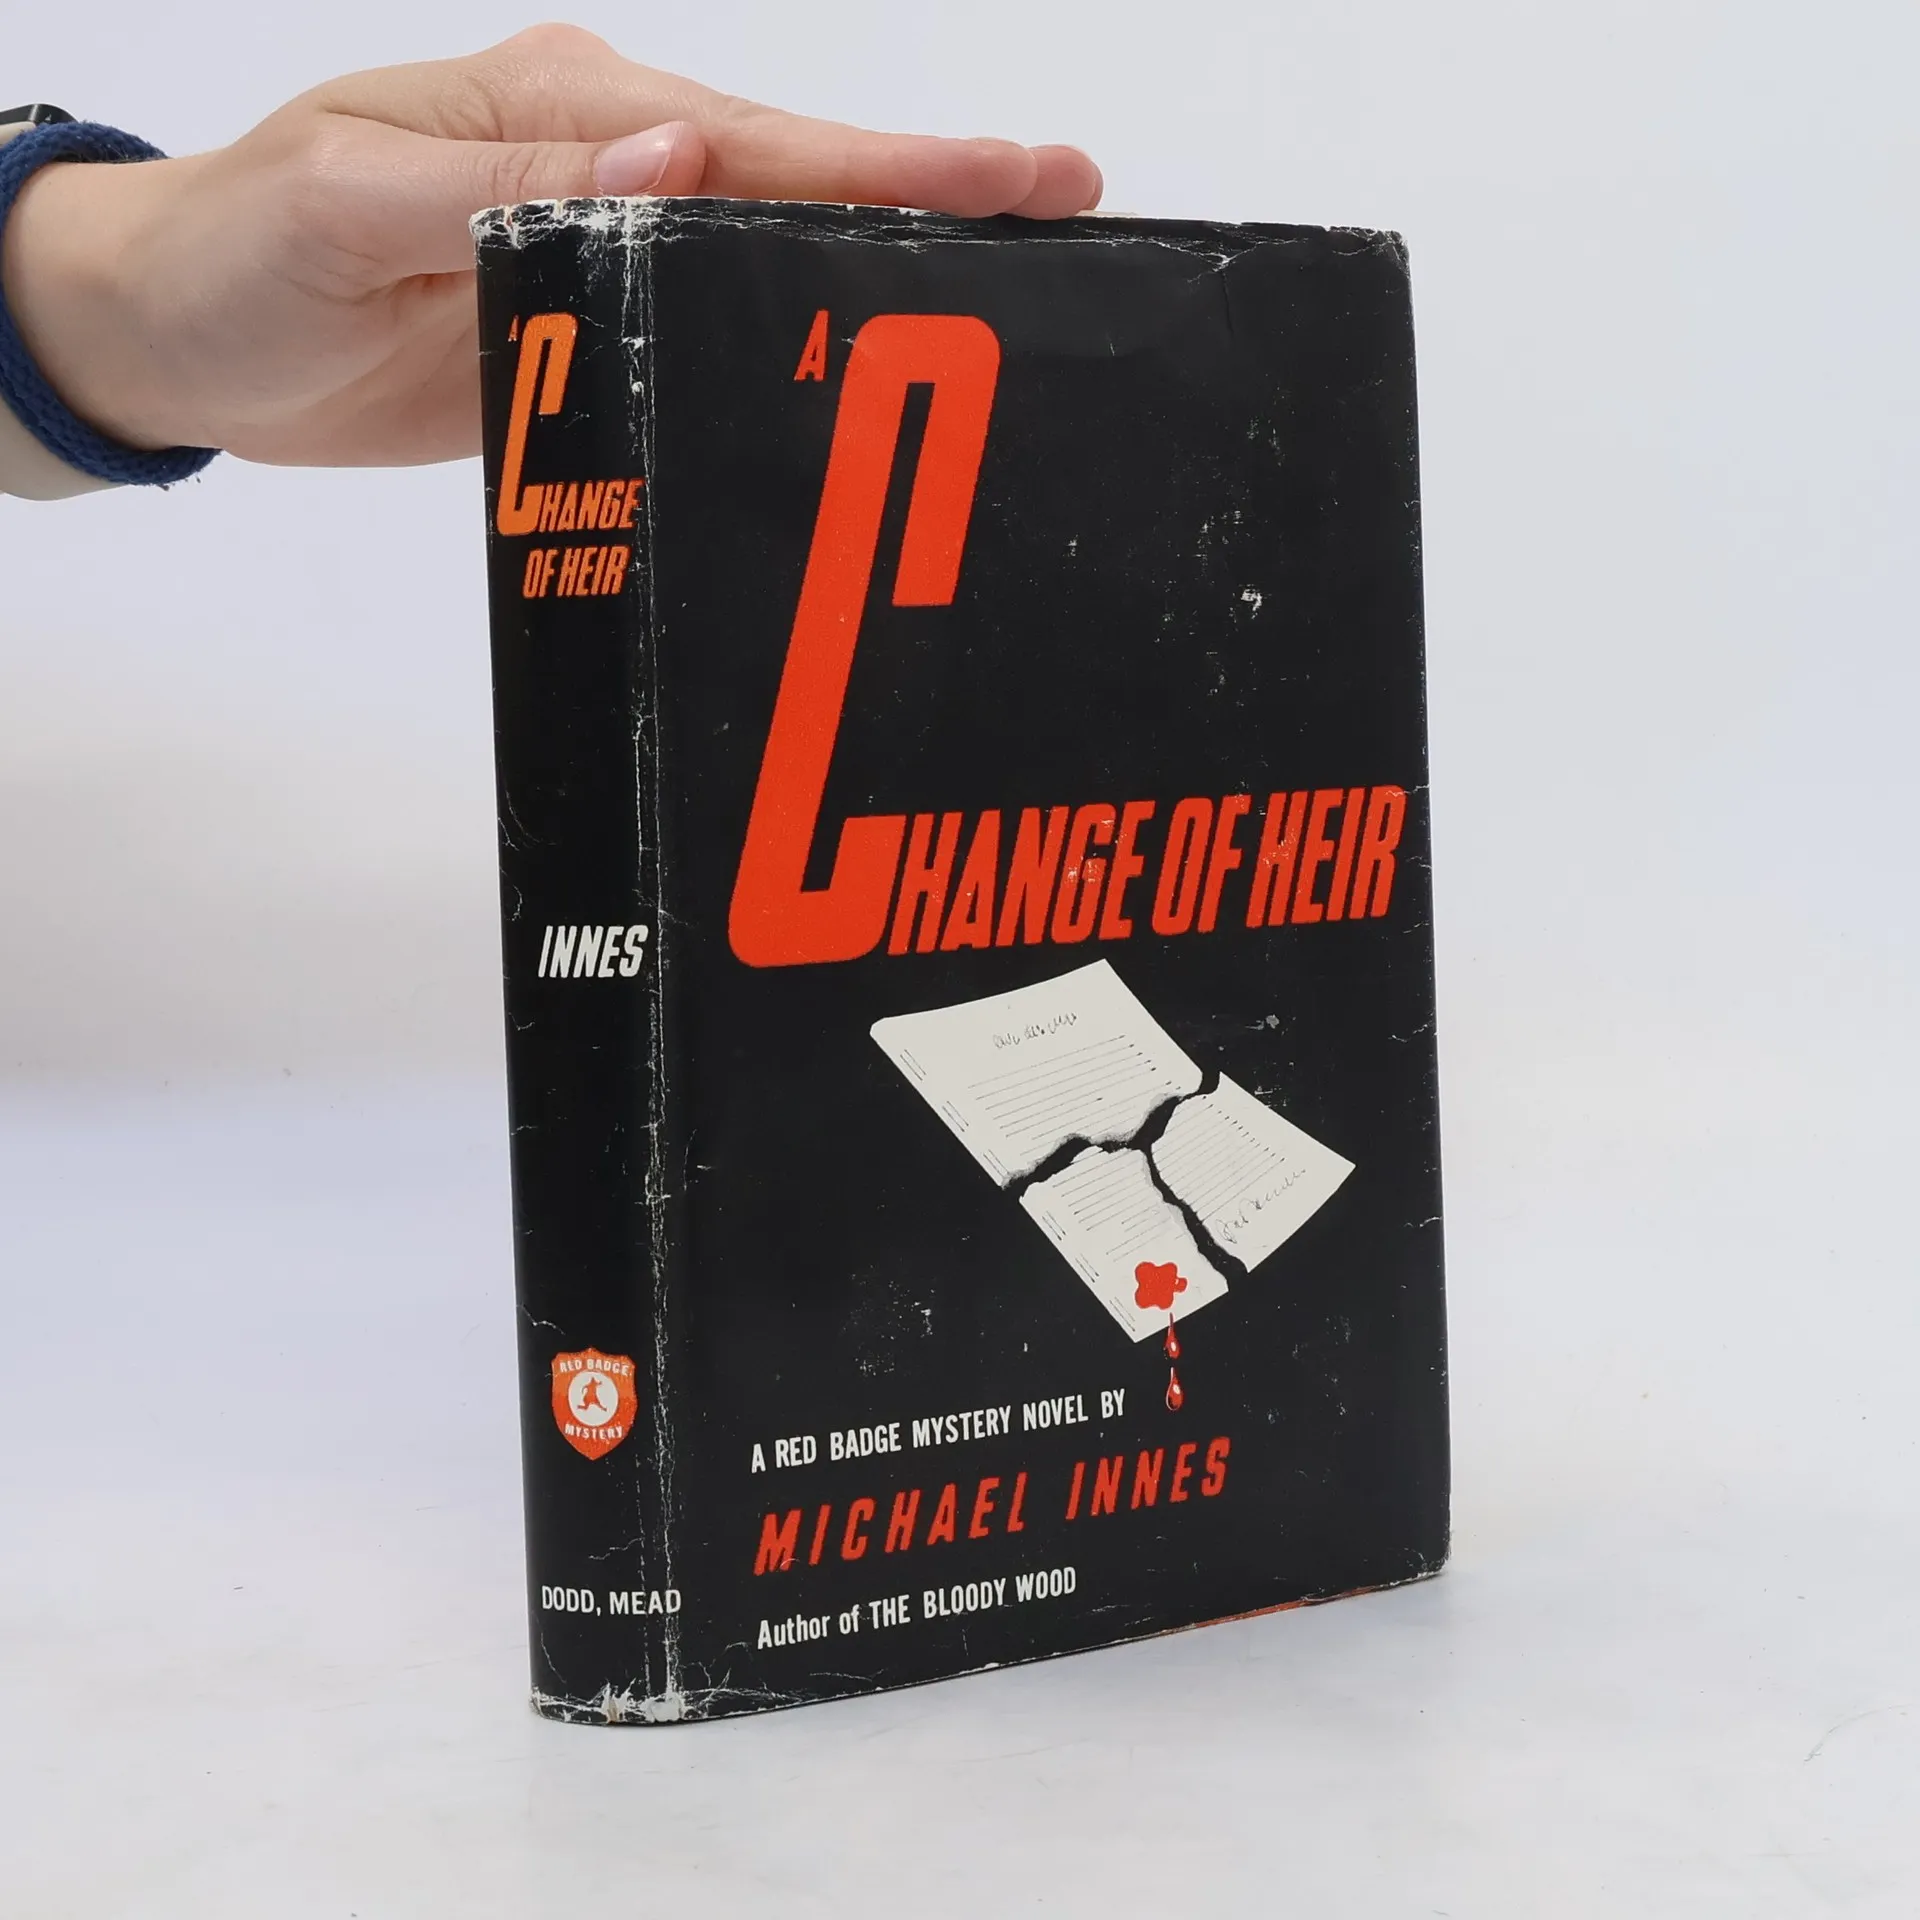 A
CHANGE
OF HEIR
INNES
RED BADGE
MYSTERY
DODD, MEAD
A
CHANGE OF HEIR
A RED BADGE MYSTERY NOVEL BY
MICHAEL INNES
Author of THE BLOODY WOOD